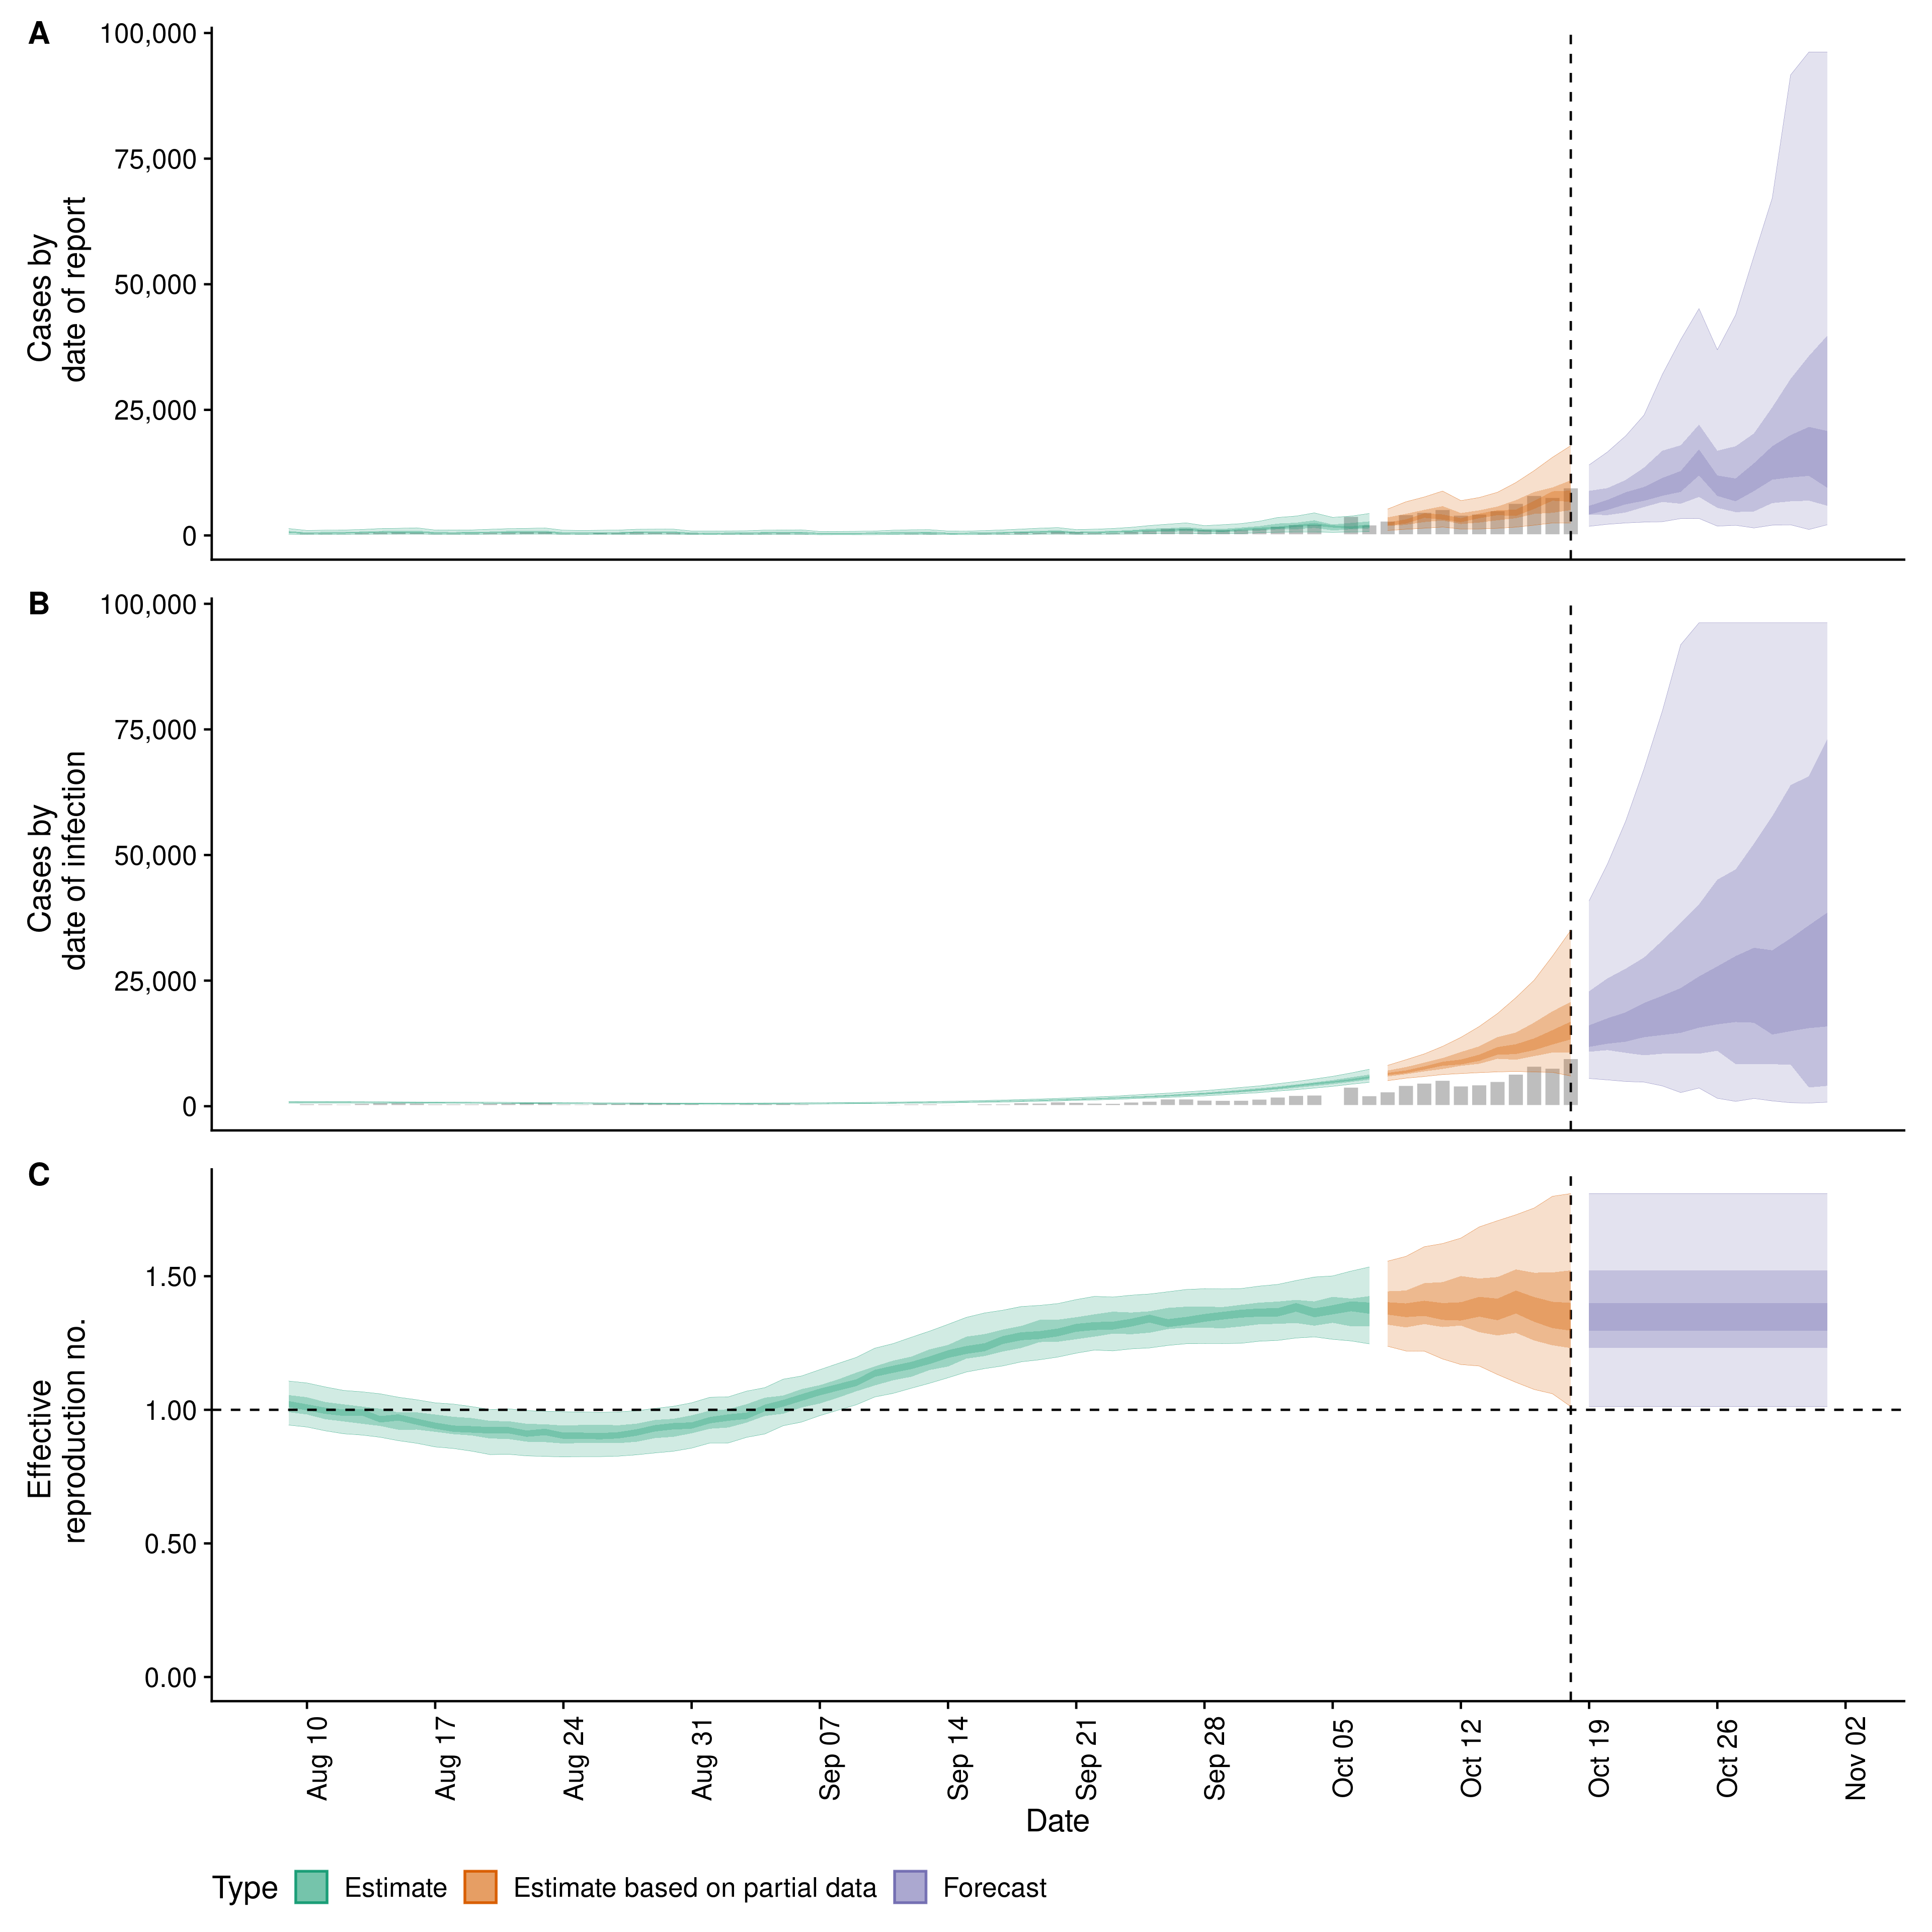 A
100,000
75,000
50,000
25,000
0
Cases by
date of report
B
100,000
75,000
50,000
25,000
0
Cases by
date of infection
C
1.50
1.00
0.50
0.00
Effective
reproduction no.
Aug 10
Aug 17
Aug 24
Aug 31
Sep 07
Sep 14
Sep 21
Sep 28
Oct 05
Oct 12
Oct 19
Oct 26
Nov 02
Date
Type Estimate Estimate based on partial data Forecast